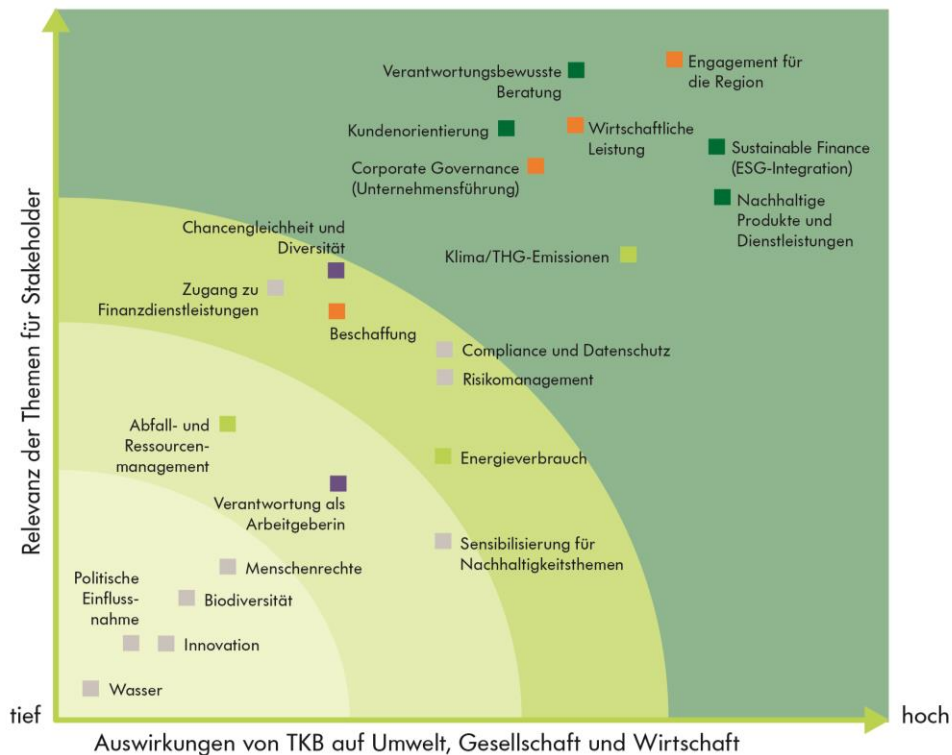 Relevanz der Themen für Stakeholder
Verantwortungsbewusste
Beratung
Engagement für
die Region
Kundenorientierung
Wirtschaftliche
Leistung
Corporate Governance
(Unternehmensführung)
Sustainable Finance
(ESG-Integration)
Nachhaltige
Produkte und
Dienstleistungen
Chancengleichheit und
Diversität
Klima/THG-Emissionen
Zugang zu
Finanzdienstleistungen
Beschaffung
Compliance und Datenschutz
Risikomanagement
Abfall- und
Ressourcen-
management
Energieverbrauch
Verantwortung als
Arbeitgeberin
Sensibilisierung für
Nachhaltigkeitsthemen
Menschenrechte
Politische
Einfluss-
nahme
Biodiversität
Innovation
Wasser
tief
hoch
Auswirkungen von TKB auf Umwelt, Gesellschaft und Wirtschaft